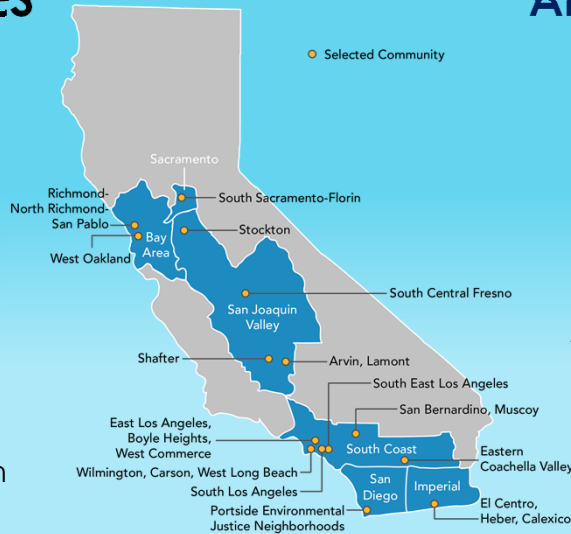 es
Selected Community
Sacramento
Richmond-
North Richmond-
San Pablo
South Sacramento-Florin
Stockton
Bay
Area
West Oakland
South Central Fresno
San Joaquin
Valley
Shafter
Arvin, Lamont
South East Los Angeles
San Bernardino, Muscoy
East Los Angeles,
Boyle Heights,
West Commerce
South Coast
Eastern
Coachella Valley
Wilmington, Carson, West Long Beach
South Los Angeles
San
Diego
Imperial
Portside Environmental
Justice Neighborhoods
El Centro,
Heber, Calexico